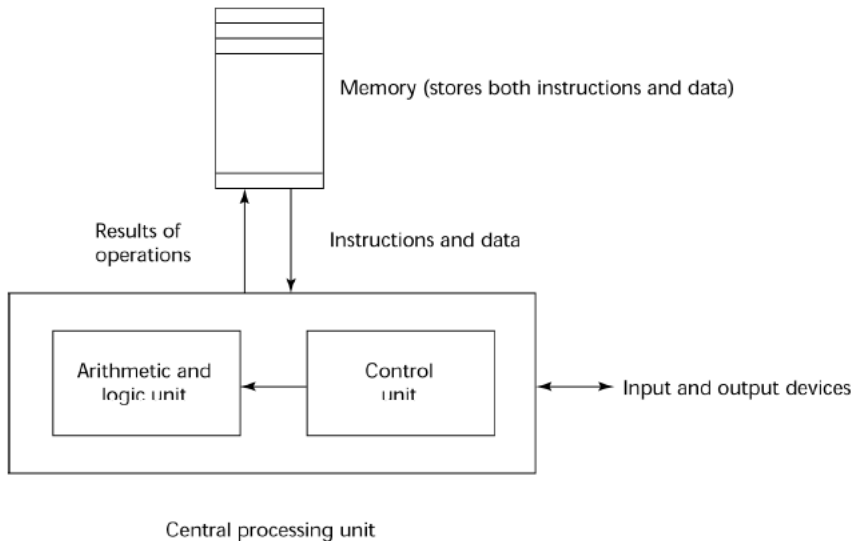 Memory (stores both instructions and data)
Results of
operations
Instructions and data
Arithmetic and
logic unit
Control
unit
Input and output devices
Central processing unit